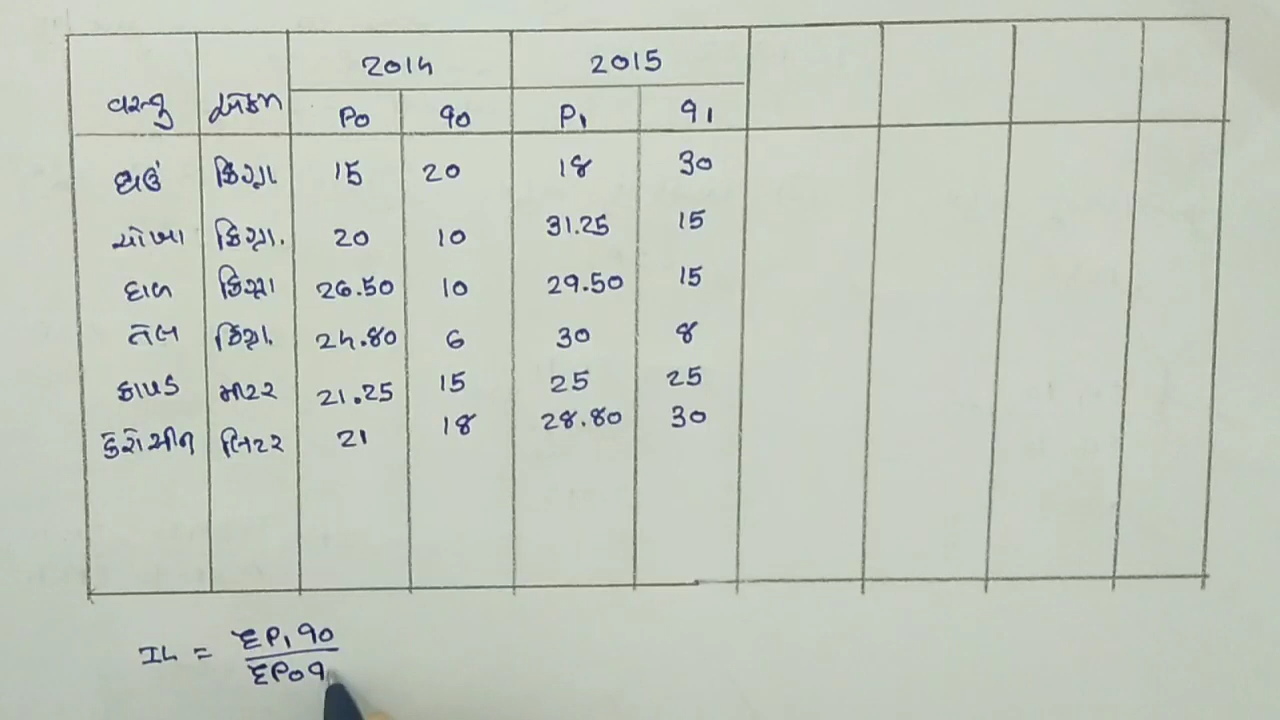 2014 2015
વસ્તુ એકમ P0 q0 P1 q1
ઘઉં કિગ્રા 15 20 18 30
ચોખા કિગ્રા. 20 10 31.25 15
દાળ કિગ્રા 26.50 10 29.50 15
તેલ કિગ્રા. 24.80 6 30 8
કાપડ મીટર 21.25 15 25 25
કેરોસીન લિટર 21 18 28.80 30
IL = ΣP1q0
ΣP0q